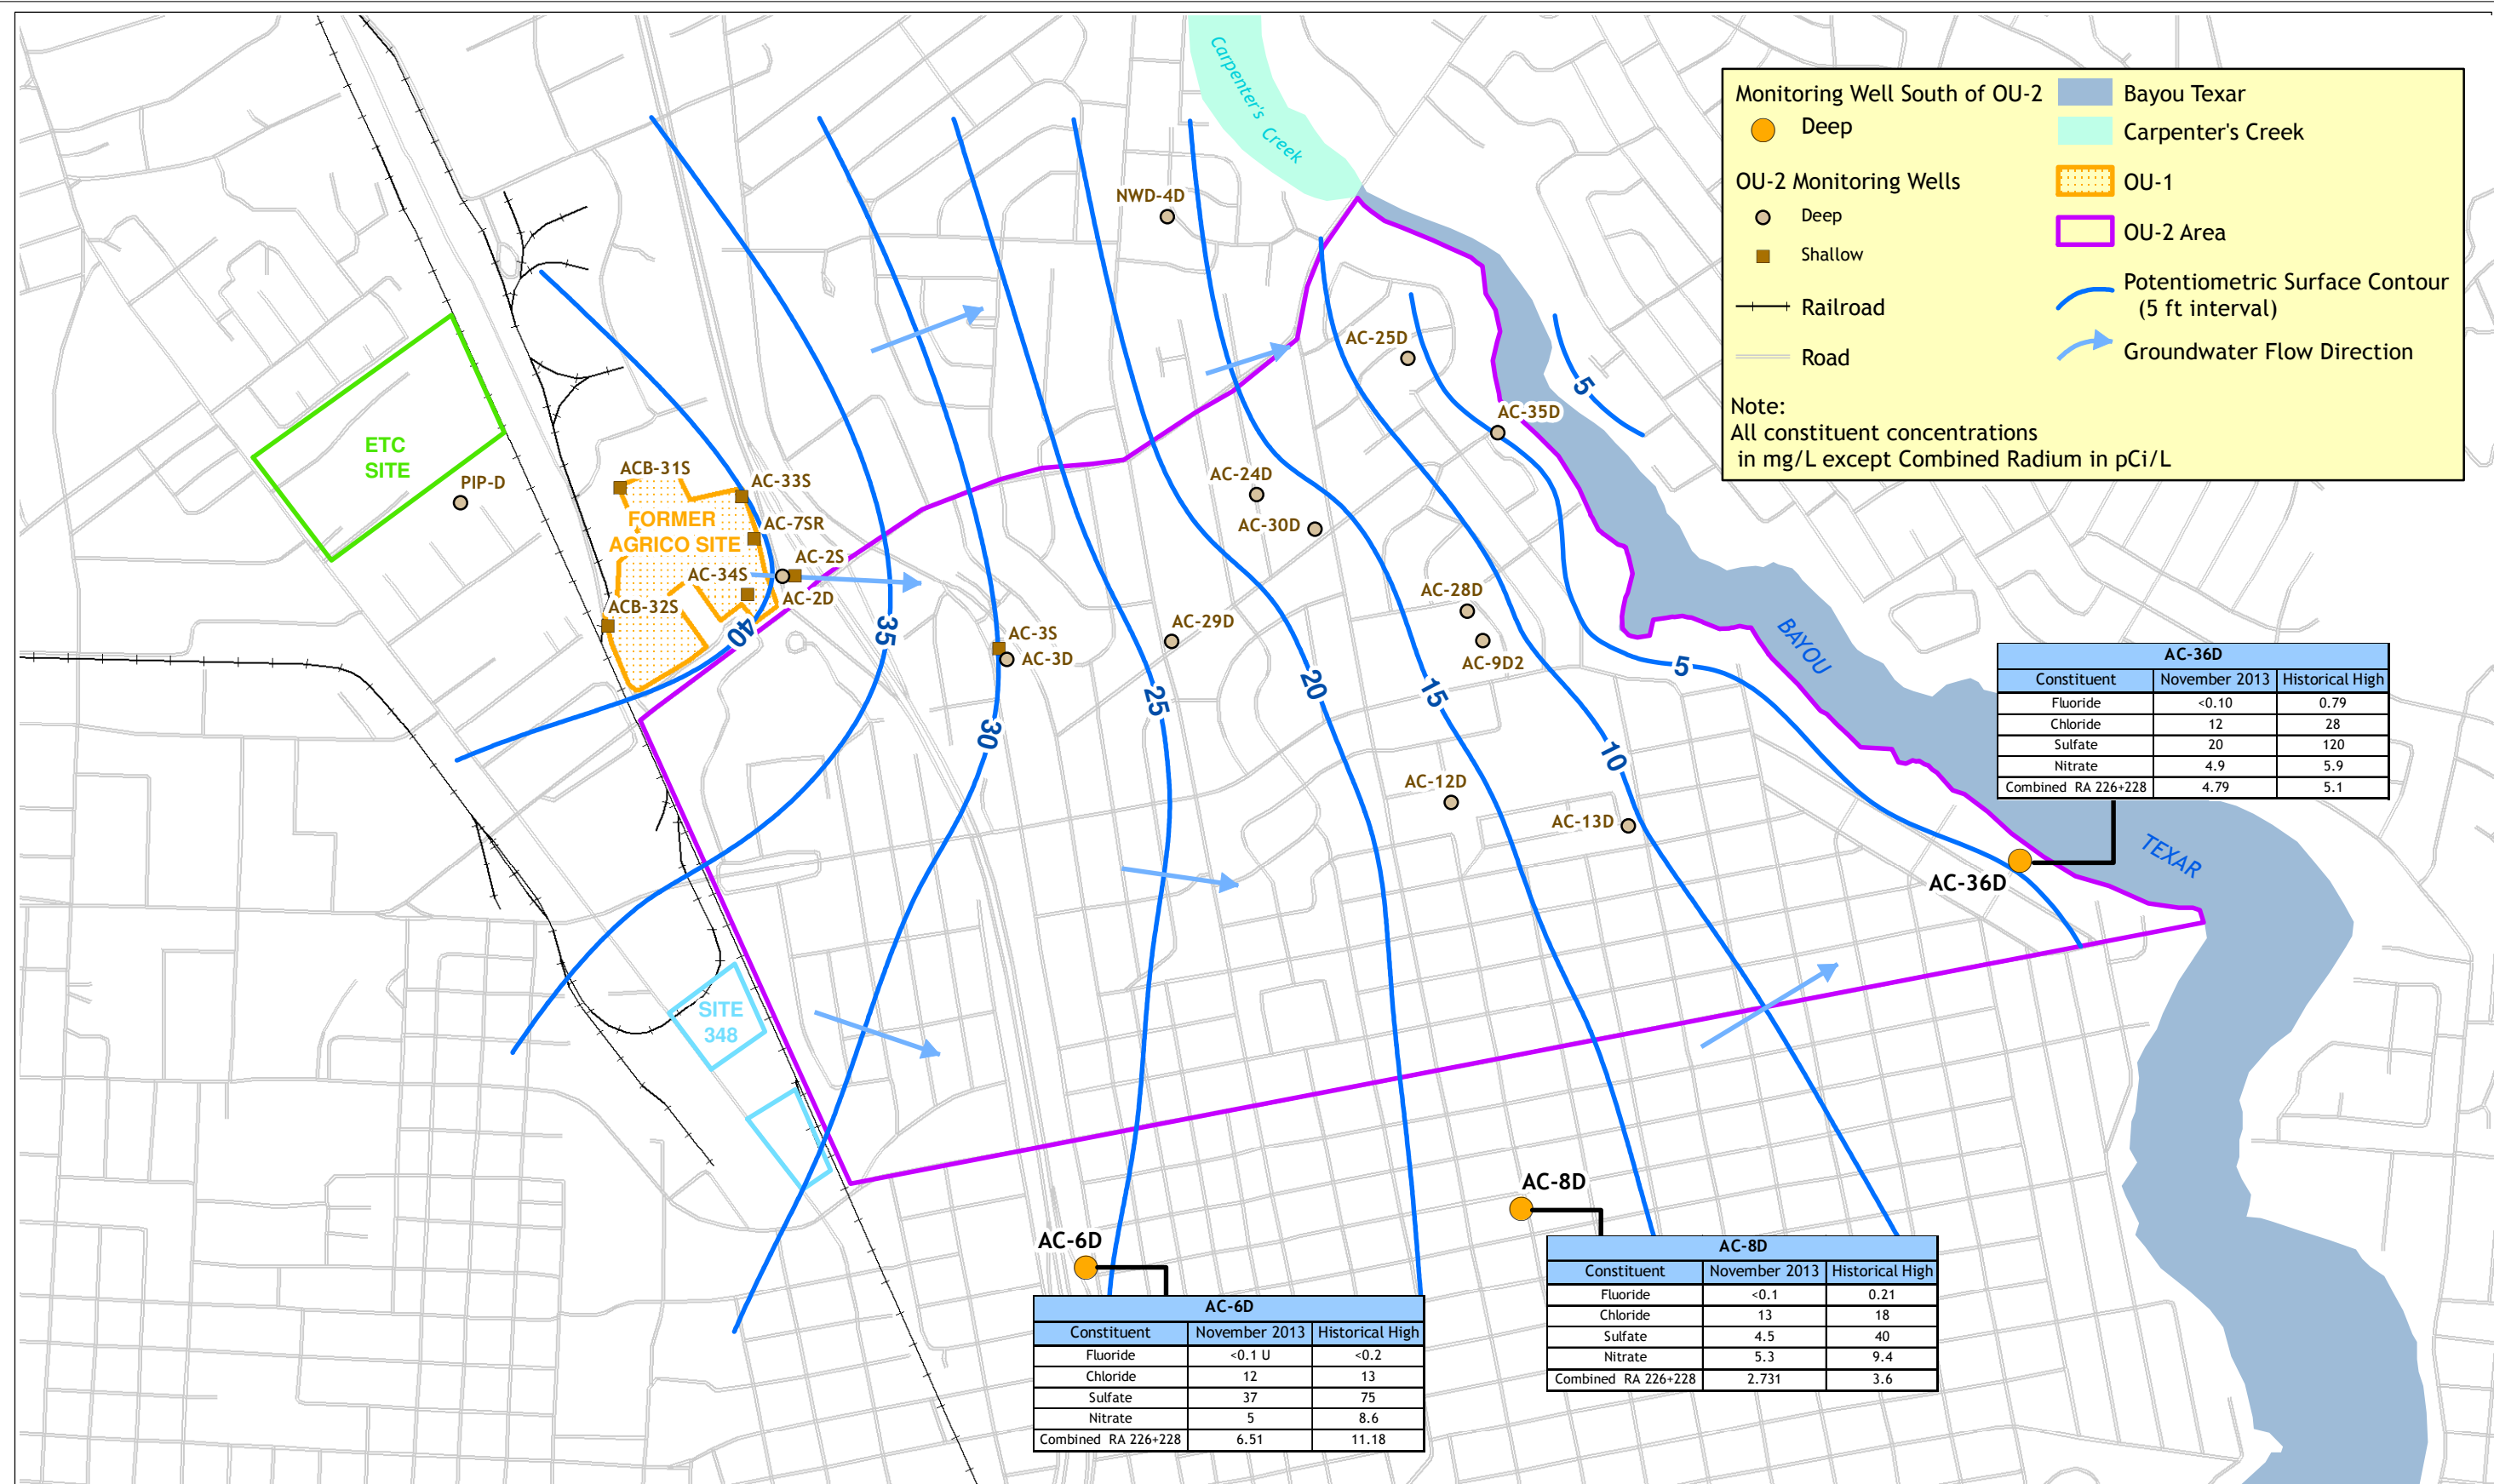 Carpenter's Creek
Monitoring Well South of OU-2
Deep
OU-2 Monitoring Wells
Deep
Shallow
Railroad
Road
Bayou Texar
Carpenter's Creek
OU-1
OU-2 Area
Potentiometric Surface Contour
(5 ft interval)
Groundwater Flow Direction
Note:
All constituent concentrations
in mg/L except Combined Radium in pCi/L
NWD-4D
AC-25D
5
AC-35D
ETC
SITE
PIP-D
ACB-31S
AC-33S
FORMER
AGRICO SITE
AC-7SR
AC-2S
AC-34S
AC-2D
ACB-32S
40
35
AC-3S
AC-3D
30
AC-29D
25
20
15
AC-24D
AC-30D
AC-28D
AC-9D2
5
10
AC-12D
AC-13D
BAYOU
TEXAR
AC-36D
Constituent November 2013 Historical High
Fluoride <0.10 0.79
Chloride 12 28
Sulfate 20 120
Nitrate 4.9 5.9
Combined RA 226+228 4.79 5.1
AC-36D
SITE
348
AC-6D
AC-8D
AC-8D
Constituent November 2013 Historical High
Fluoride <0.1 0.21
Chloride 13 18
Sulfate 4.5 40
Nitrate 5.3 9.4
Combined RA 226+228 2.731 3.6
AC-6D
Constituent November 2013 Historical High
Fluoride <0.1 U <0.2
Chloride 12 13
Sulfate 37 75
Nitrate 5 8.6
Combined RA 226+228 6.51 11.18